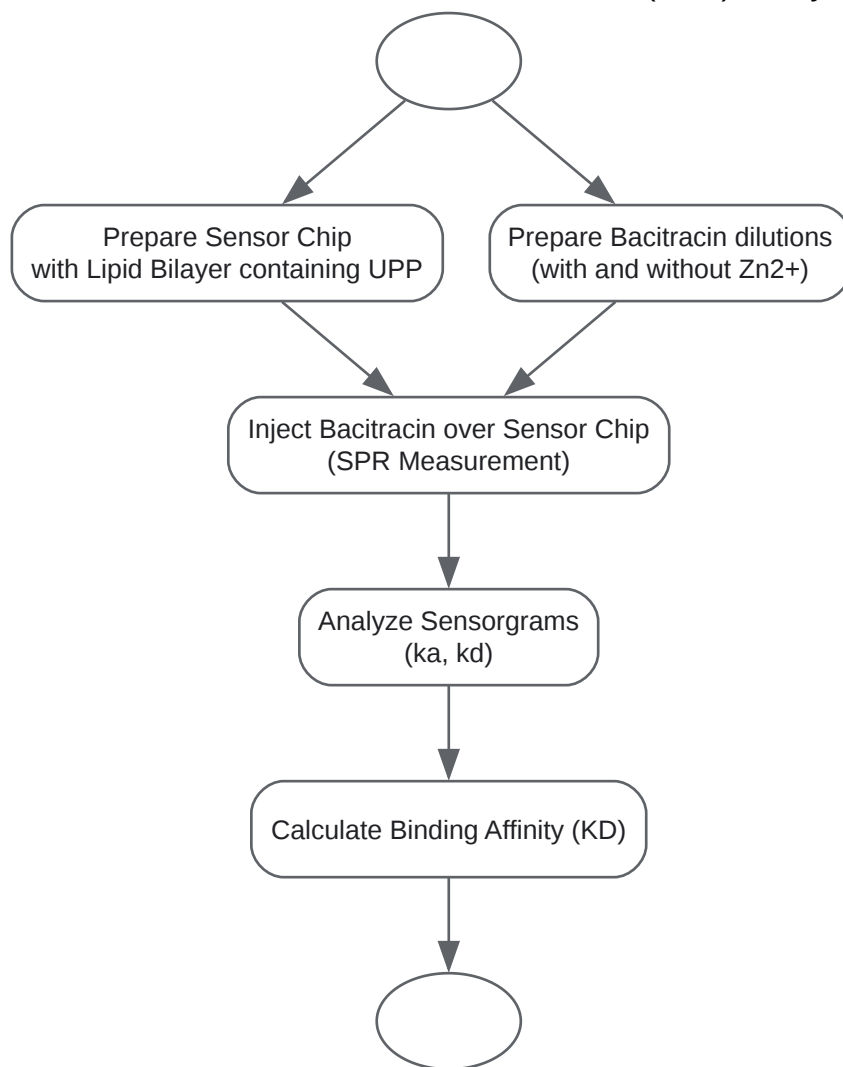 Prepare Sensor Chip
with Lipid Bilayer containing UPP
Prepare Bacitracin dilutions
(with and without Zn2+)
Inject Bacitracin over Sensor Chip
(SPR Measurement)
Analyze Sensorgrams
(ka, kd)
Calculate Binding Affinity (KD)